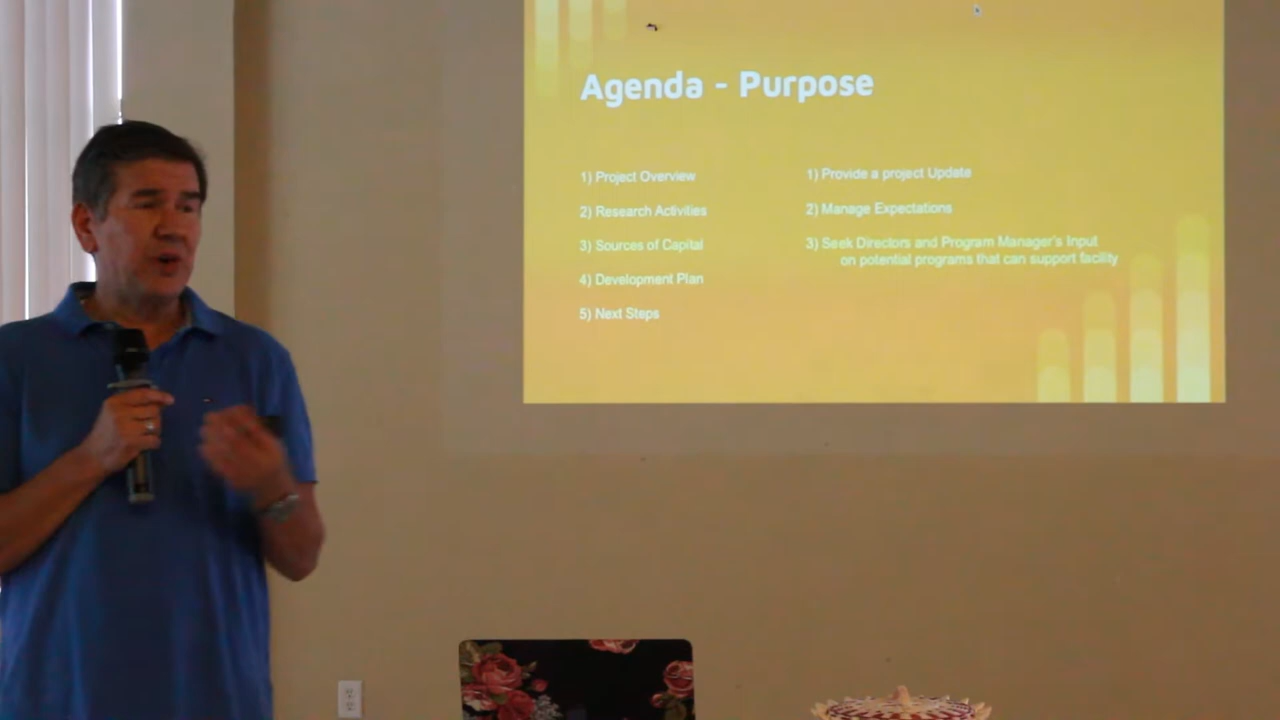 Agenda - Purpose
1) Project Overview
2) Research Activities
3) Sources of Capital
4) Development Plan
5) Next Steps
1) Provide a project Update
2) Manage Expectations
3) Seek Directors and Program Manager's Input
on potential programs that can support facility